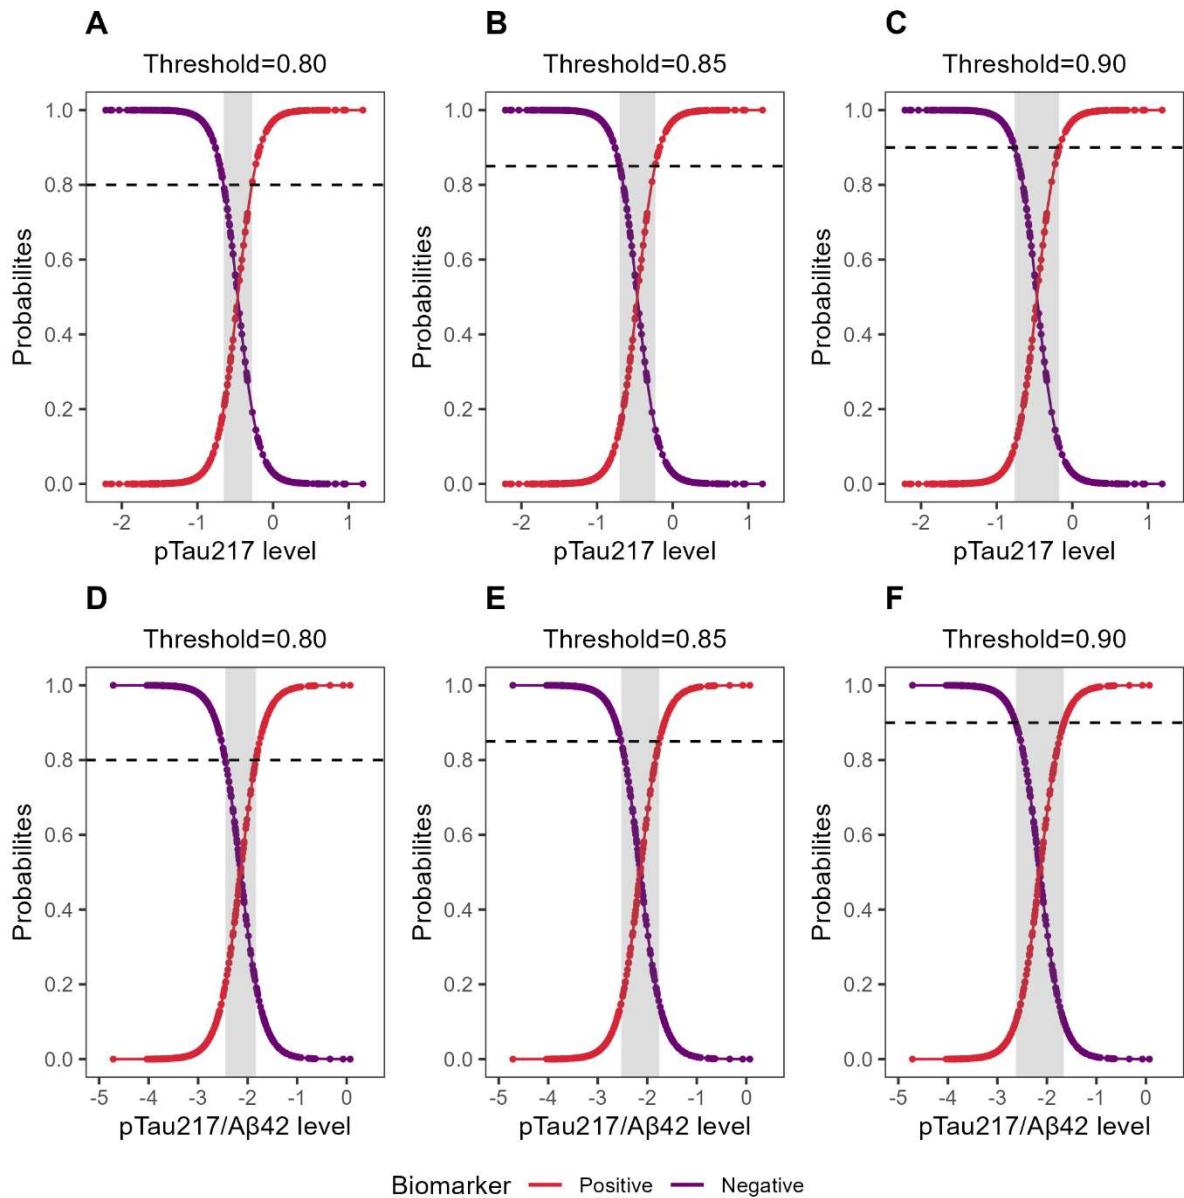 A
B
C
Threshold=0.80
Threshold=0.85
Threshold=0.90
Probabilites
1.0
0.8
0.6
0.4
0.2
0.0
-2 -1 0 1
pTau217 level
Probabilities
1.0
0.8
0.6
0.4
0.2
0.0
-2 -1 0 1
pTau217 level
Probabilites
1.0
0.8
0.6
0.4
0.2
0.0
-2 -1 0 1
pTau217 level
D
E
F
Threshold=0.80
Threshold=0.85
Threshold=0.90
Probabilites
1.0
0.8
0.6
0.4
0.2
0.0
-5 -4 -3 -2 -1 0
pTau217/Aβ42 level
Probabilities
1.0
0.8
0.6
0.4
0.2
0.0
-5 -4 -3 -2 -1 0
pTau217/Aβ42 level
Probabilites
1.0
0.8
0.6
0.4
0.2
0.0
-5 -4 -3 -2 -1 0
pTau217/Aβ42 level
Biomarker Positive Negative